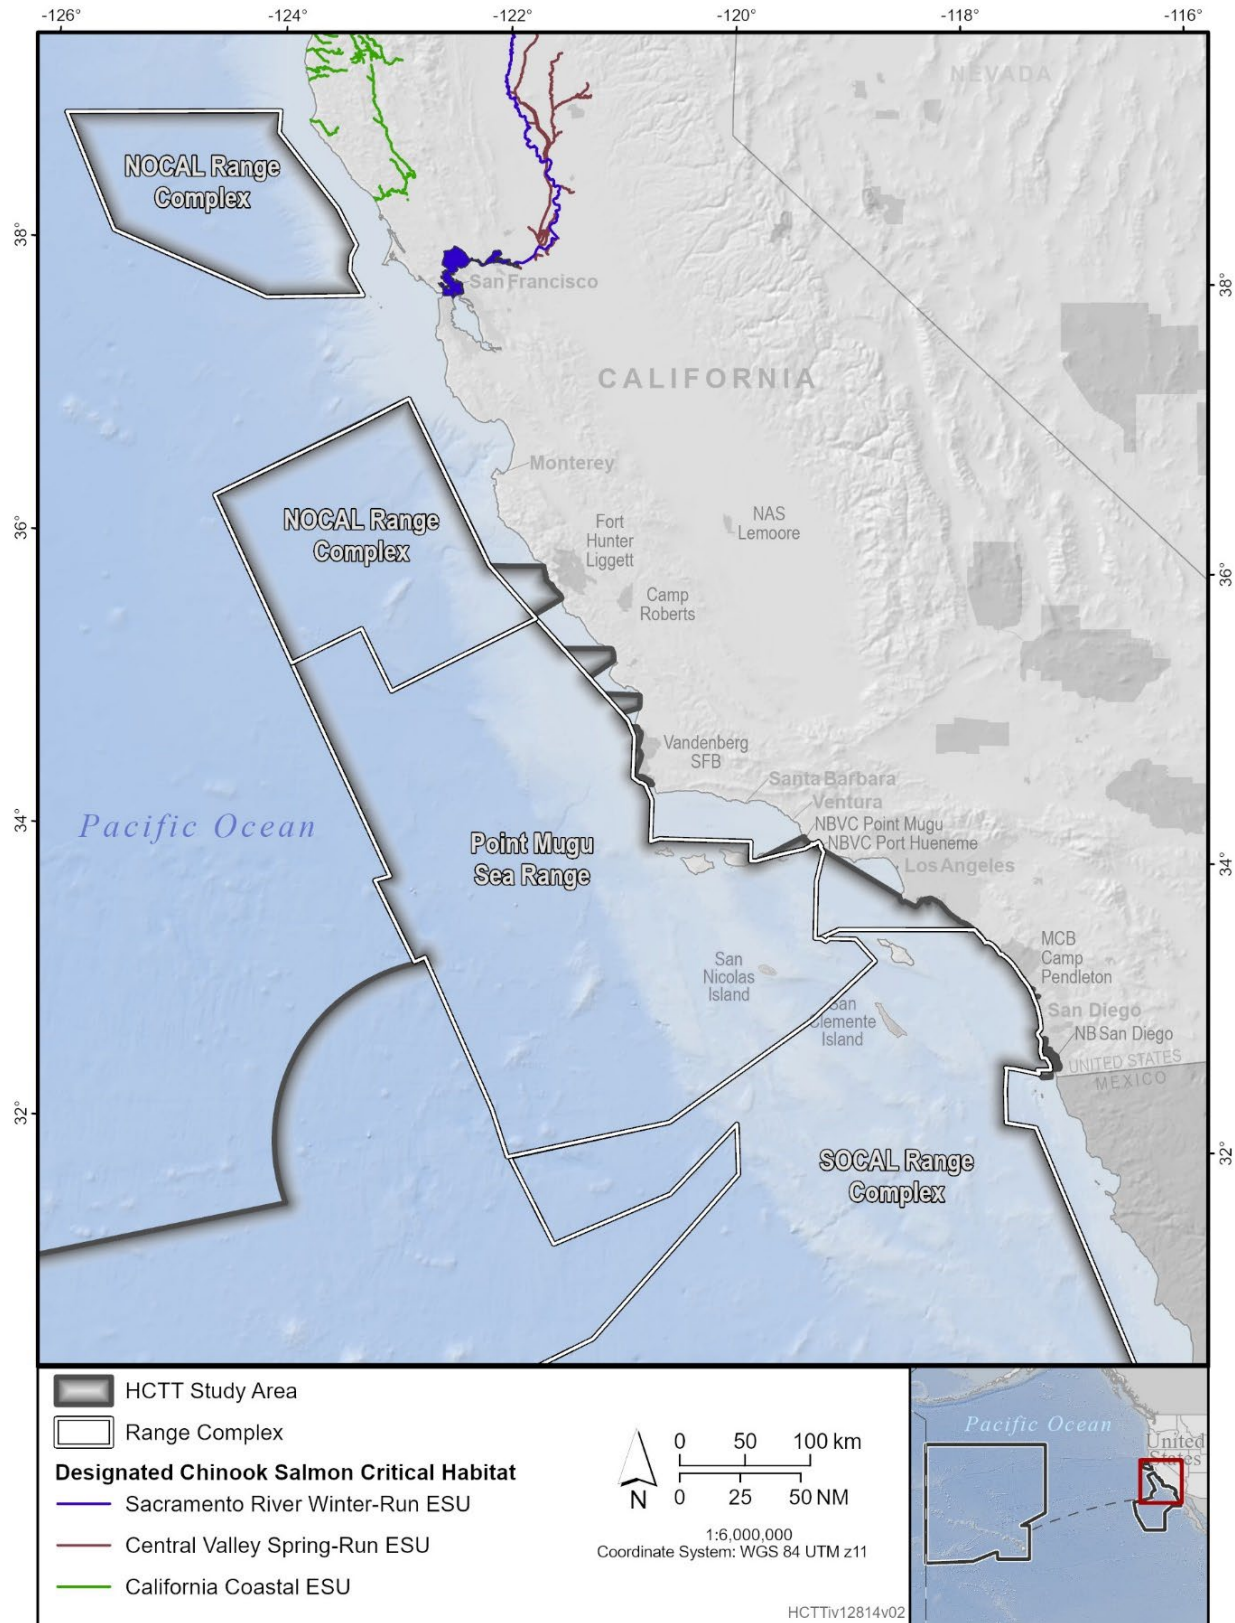 -126° -124° -122° -120° -118° -116°
NEVADA
NOCAL Range
Complex
38°
38°
San Francisco
CALIFORNIA
Monterey
NOCAL Range
Complex
Fort
Hunter
Liggett
NAS
Lemoore
36°
36°
Camp
Roberts
Vandenberg
SFB
Santa Barbara
Ventura
NBVC Point Mugu
NBVC Port Hueneme
Los Angeles
34°
34°
Pacific Ocean
Point Mugu
Sea Range
MCB
Camp
Pendleton
San
Nicolas
Island
San
Clemente
Island
San Diego
NB San Diego
UNITED STATES
MEXICO
32°
32°
SOCAL Range
Complex
HCTT Study Area
Range Complex
Designated Chinook Salmon Critical Habitat
Sacramento River Winter-Run ESU
Central Valley Spring-Run ESU
California Coastal ESU
N
0 50 100 km
0 25 50 NM
1:6,000,000
Coordinate System: WGS 84 UTM z11
HCTTiv12814v02
Pacific Ocean
United
States